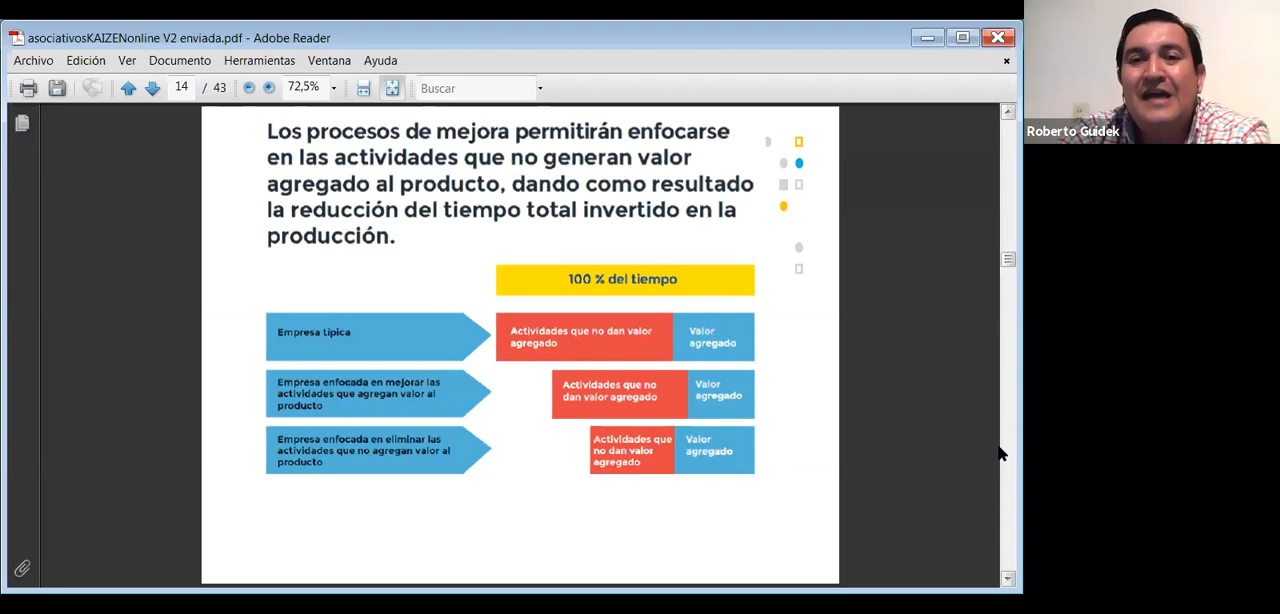 asociativosKAIZENonline V2 enviada.pdf - Adobe Reader
Archivo Edición Ver Documento Herramientas Ventana Ayuda
14 / 43 72,5% Buscar
Los procesos de mejora permitirán enfocarse
en las actividades que no generan valor
agregado al producto, dando como resultado
la reducción del tiempo total invertido en la
producción.
100 % del tiempo
Empresa típica
Actividades que no dan valor
agregado
Valor
agregado
Empresa enfocada en mejorar las
actividades que agregan valor al
producto
Actividades que no
dan valor agregado
Valor
agregado
Empresa enfocada en eliminar las
actividades que no agregan valor al
producto
Actividades que
no dan valor
agregado
Valor
agregado
Roberto Guidek